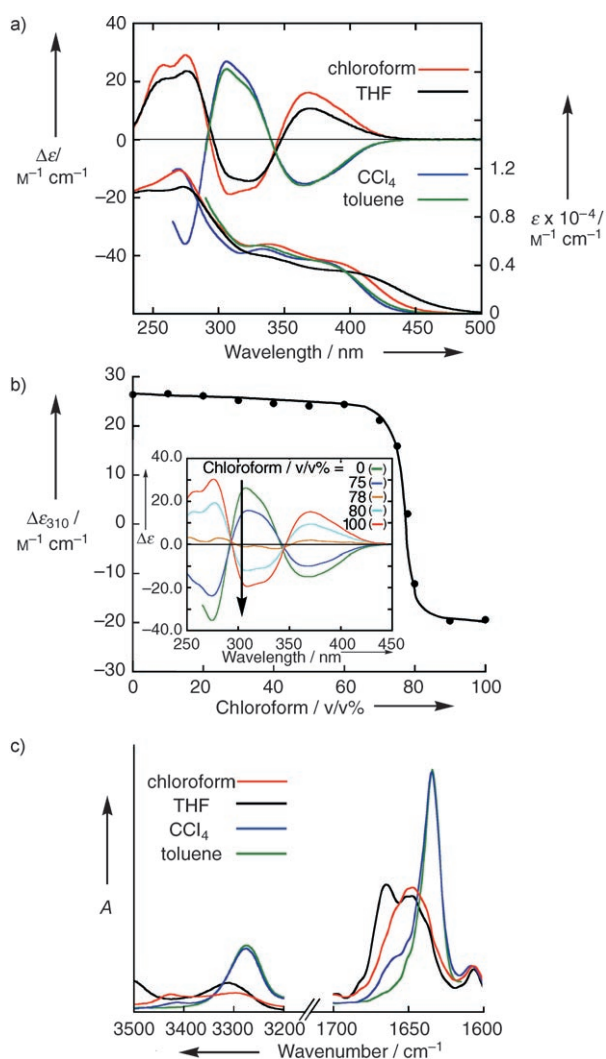 a)
40
20
0
−20
−40
Δε/
M⁻¹ cm⁻¹
chloroform
THF
CCl₄
toluene
1.2
0.8
0.4
0
ε x 10⁻⁴/
M⁻¹ cm⁻¹
250 300 350 400 450 500
Wavelength / nm
b)
30
20
10
0
−10
−20
−30
Δε₃₁₀ /
M⁻¹ cm⁻¹
Chloroform / v/v% = 0 (−)
75 (−)
78 (−)
80 (−)
100 (−)
40.0
20.0
0.0
20.0
−40.0
Δε
250 300 350 400 450
Wavelength / nm
0 20 40 60 80 100
Chloroform / v/v%
c)
chloroform
THF
CCl₄
toluene
A
3500 3400 3300 3200 1700 1650 1600
Wavenumber / cm⁻¹